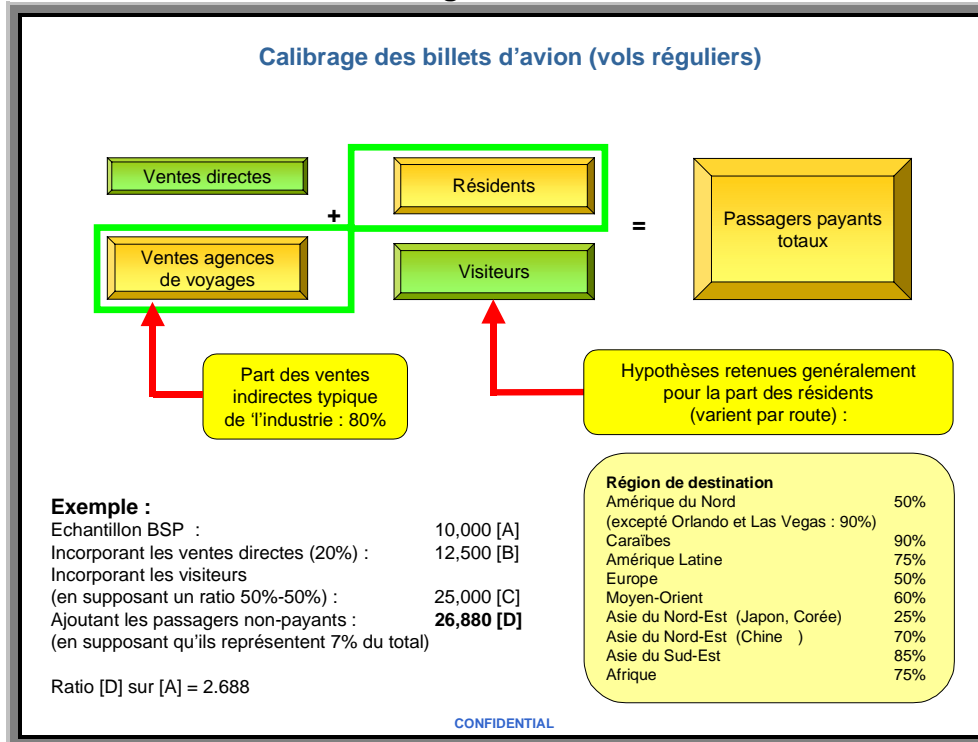 Calibrage des billets d'avion (vols réguliers)
Ventes directes
+
Résidents
=
Passagers payants
totaux
Ventes agences
de voyages
Visiteurs
Part des ventes
indirectes typique
de 'l'industrie : 80%
Hypothèses retenues genéralement
pour la part des résidents
(varient par route) :
Exemple :
Echantillon BSP : 10,000 [A]
Incorporant les ventes directes (20%) : 12,500 [B]
Incorporant les visiteurs
(en supposant un ratio 50%-50%) : 25,000 [C]
Ajoutant les passagers non-payants : 26,880 [D]
(en supposant qu'ils représentent 7% du total)
Ratio [D] sur [A] = 2.688
Région de destination
Amérique du Nord 50%
(excepté Orlando et Las Vegas : 90%)
Caraïbes 90%
Amérique Latine 75%
Europe 50%
Moyen-Orient 60%
Asie du Nord-Est (Japon, Corée) 25%
Asie du Nord-Est (Chine ) 70%
Asie du Sud-Est 85%
Afrique 75%
CONFIDENTIAL